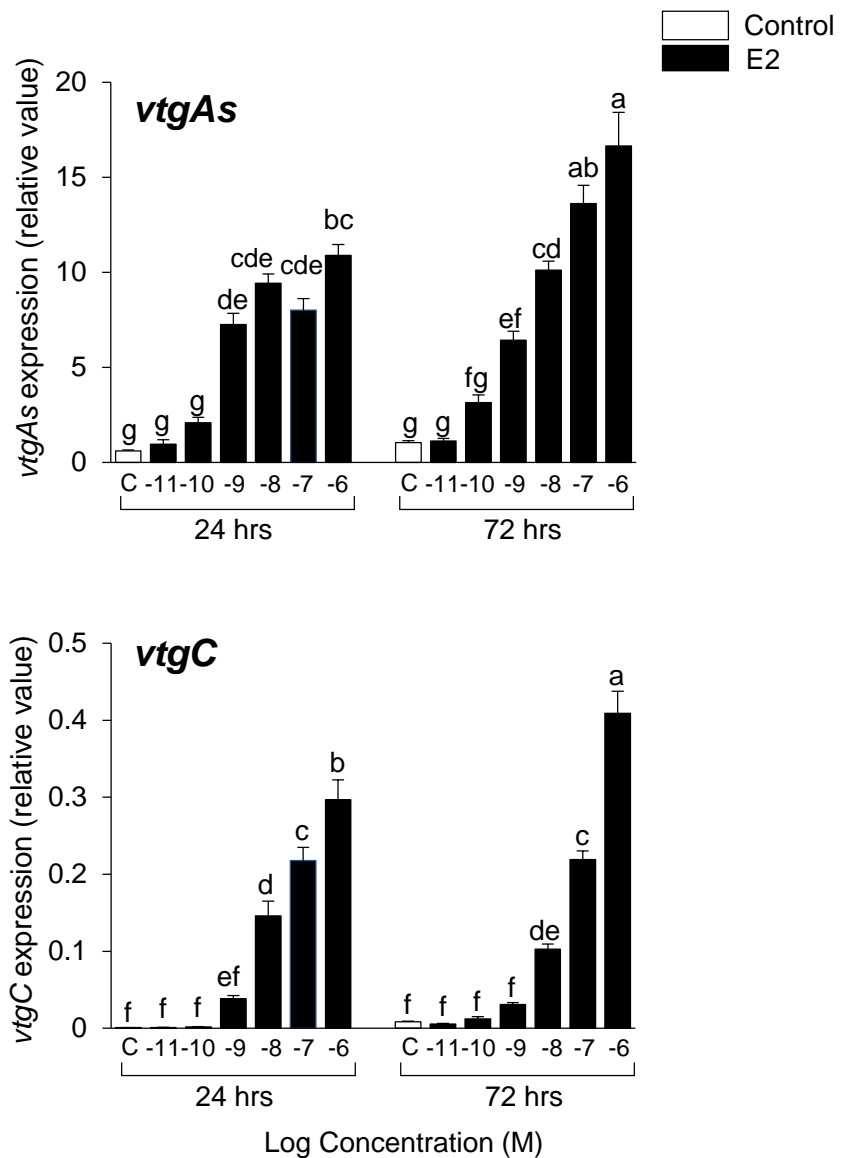 Control
E2
vtgAs
vtgAs expression (relative value)
20
15
10
5
0
g g g de cde cde bc g g fg ef cd ab a
C -11 -10 -9 -8 -7 -6 C -11 -10 -9 -8 -7 -6
24 hrs 72 hrs
vtgC
vtgC expression (relative value)
0.5
0.4
0.3
0.2
0.1
0
f f f ef d c b f f f f de c a
C -11 -10 -9 -8 -7 -6 C -11 -10 -9 -8 -7 -6
24 hrs 72 hrs
Log Concentration (M)